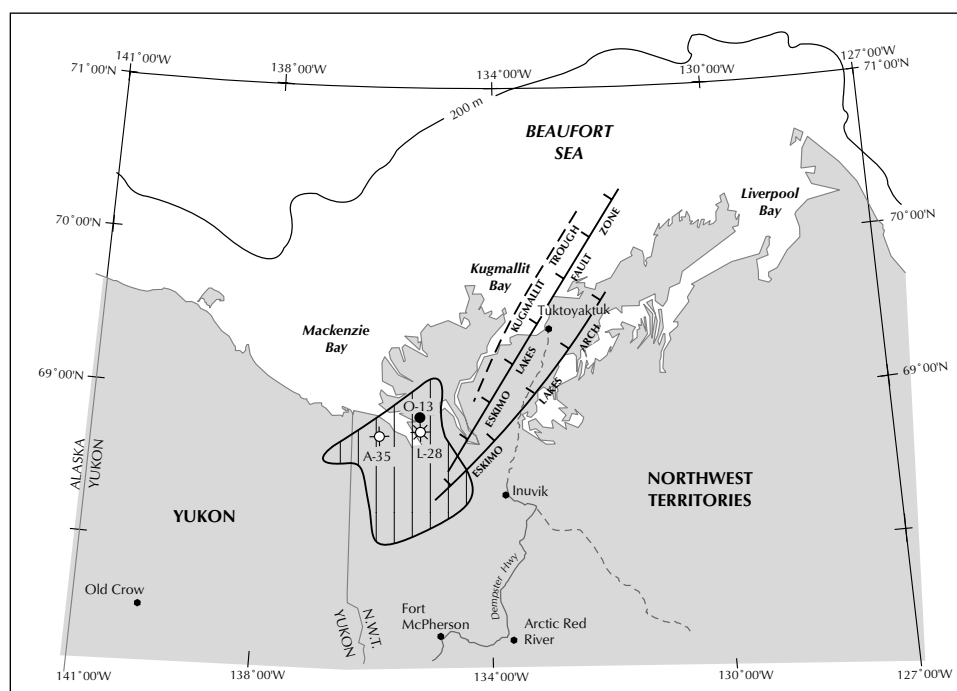 141°00'W
71°00'N
138°00'W
134°00'W
130°00'W
127°00'W
71°00'N
200 m
BEAUFORT
SEA
Liverpool
Bay
70°00'N
70°00'N
TROUGH
ZONE
Kugmallit
Bay
FAULT
KUGMALLIT
Tuktoyaktuk
Mackenzie
Bay
ARCH
LAKES
69°00'N
69°00'N
LAKES
O-13
ESKIMO
A-35
L-28
ESKIMO
ALASKA
YUKON
YUKON
Inuvik
NORTHWEST
TERRITORIES
Old Crow
Dempster Hwy
YUKON
N.W.T.
Fort
McPherson
Arctic Red
River
141°00'W
138°00'W
134°00'W
130°00'W
127°00'W